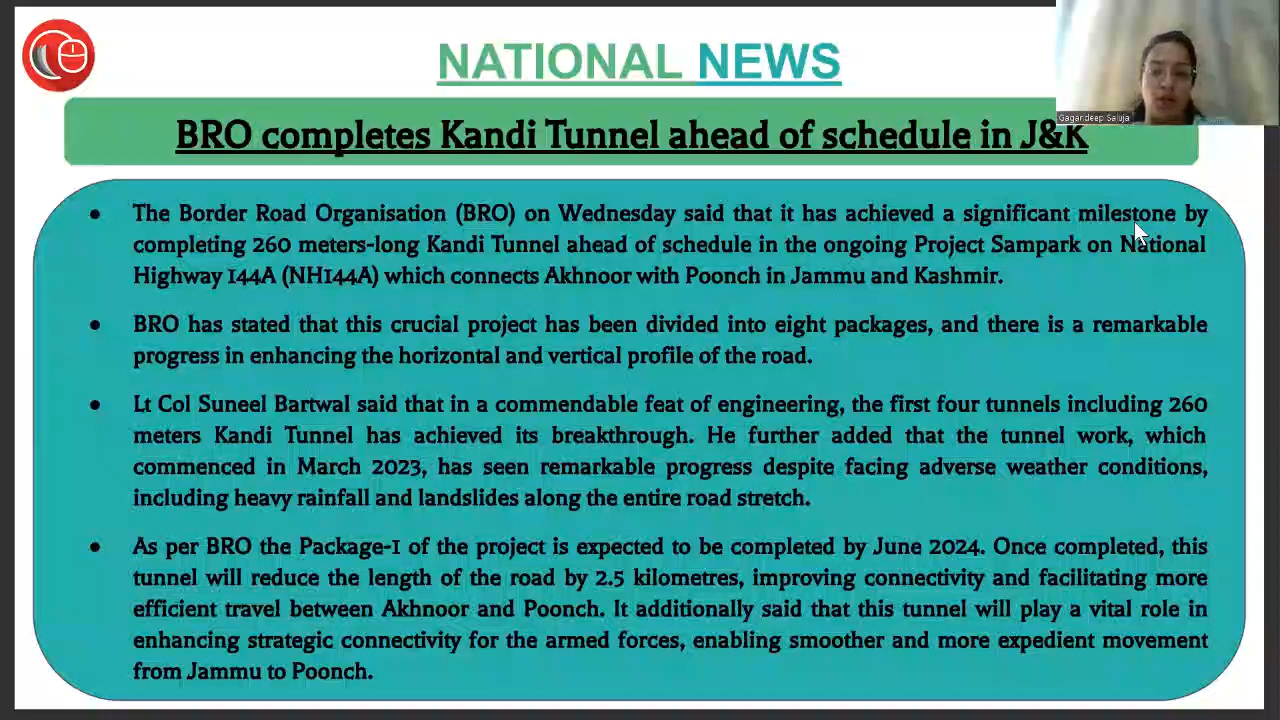 NATIONAL NEWS
Gagandeep Saluja
BRO completes Kandi Tunnel ahead of schedule in J&K
• The Border Road Organisation (BRO) on Wednesday said that it has achieved a significant milestone by
completing 260 meters-long Kandi Tunnel ahead of schedule in the ongoing Project Sampark on National
Highway 144A (NH144A) which connects Akhnoor with Poonch in Jammu and Kashmir.
• BRO has stated that this crucial project has been divided into eight packages, and there is a remarkable
progress in enhancing the horizontal and vertical profile of the road.
• Lt Col Suneel Bartwal said that in a commendable feat of engineering, the first four tunnels including 260
meters Kandi Tunnel has achieved its breakthrough. He further added that the tunnel work, which
commenced in March 2023, has seen remarkable progress despite facing adverse weather conditions,
including heavy rainfall and landslides along the entire road stretch.
• As per BRO the Package-1 of the project is expected to be completed by June 2024. Once completed, this
tunnel will reduce the length of the road by 2.5 kilometres, improving connectivity and facilitating more
efficient travel between Akhnoor and Poonch. It additionally said that this tunnel will play a vital role in
enhancing strategic connectivity for the armed forces, enabling smoother and more expedient movement
from Jammu to Poonch.